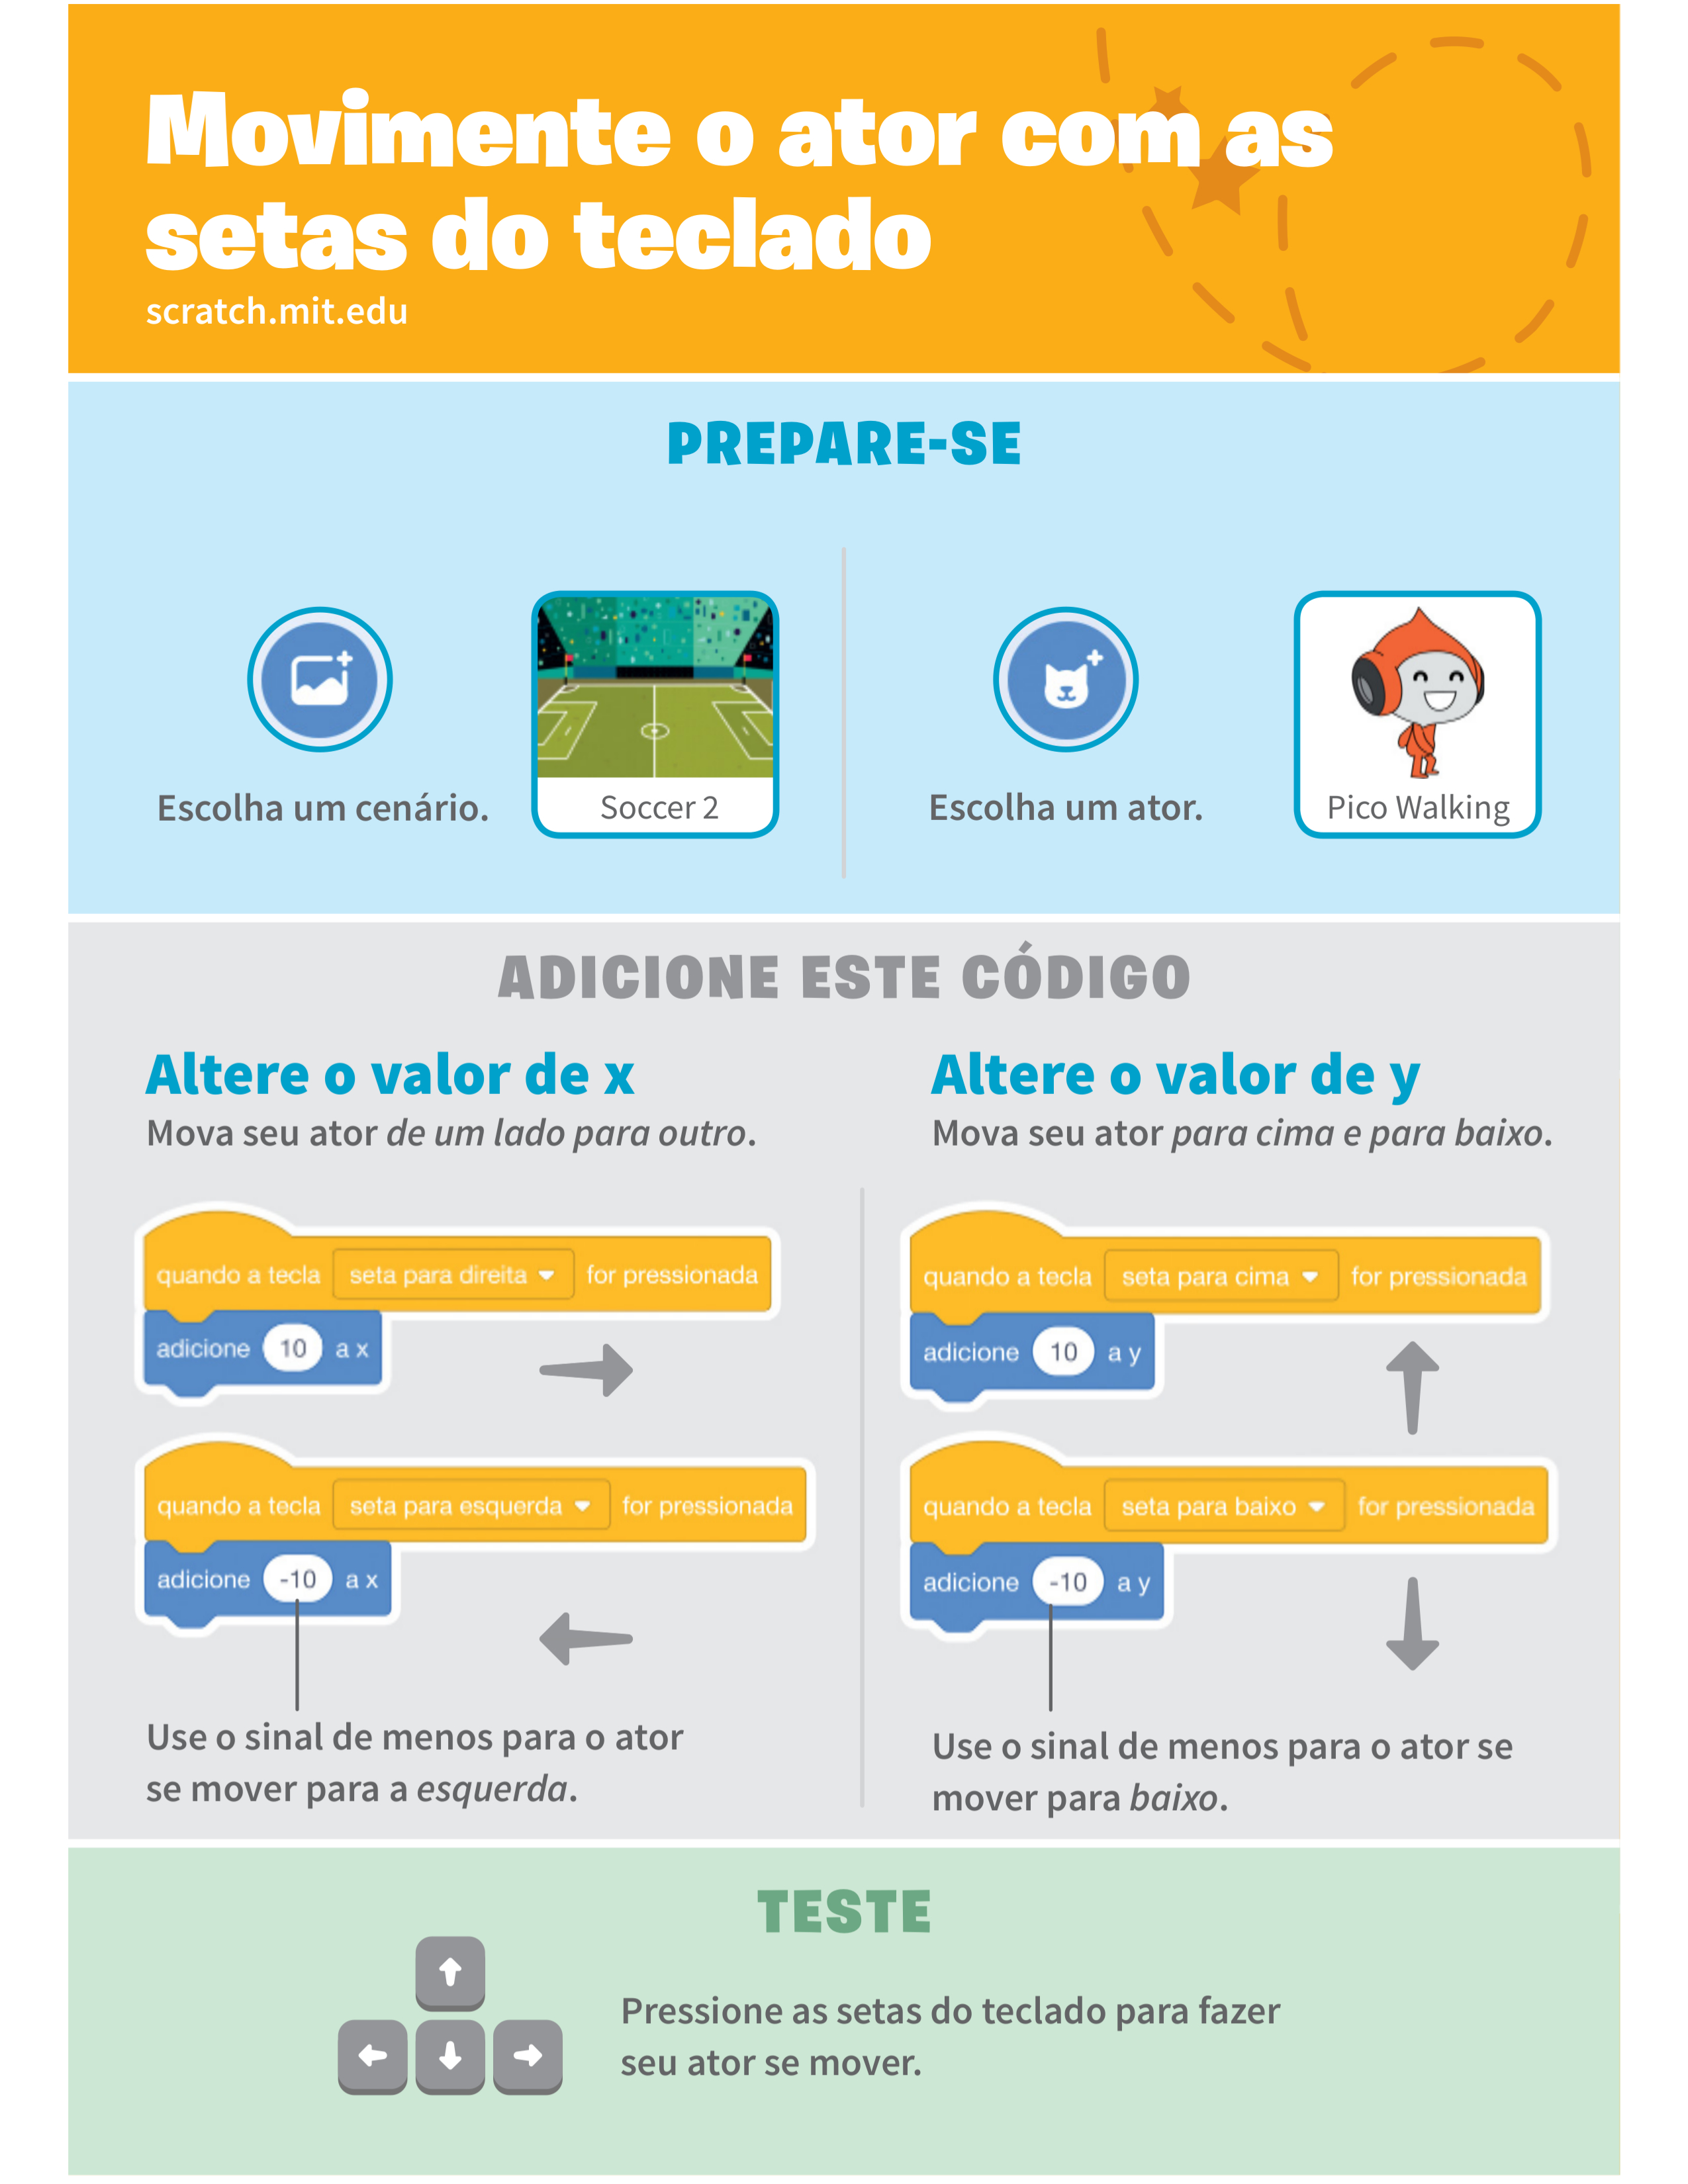 Movimente o ator com as
setas do teclado
scratch.mit.edu
PREPARE-SE
Escolha um cenário.
Soccer 2
Escolha um ator.
Pico Walking
ADICIONE ESTE CÓDIGO
Altere o valor de x
Mova seu ator de um lado para outro.
quando a tecla seta para direita for pressionada
adicione 10 a x
quando a tecla seta para esquerda for pressionada
adicione -10 a x
Use o sinal de menos para o ator
se mover para a esquerda.
Altere o valor de y
Mova seu ator para cima e para baixo.
quando a tecla seta para cima for pressionada
adicione 10 a y
quando a tecla seta para baixo for pressionada
adicione -10 a y
Use o sinal de menos para o ator se
mover para baixo.
TESTE
Pressione as setas do teclado para fazer
seu ator se mover.